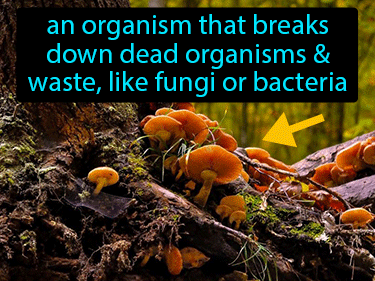 an organism that breaks
down dead organisms &
waste, like fungi or bacteria